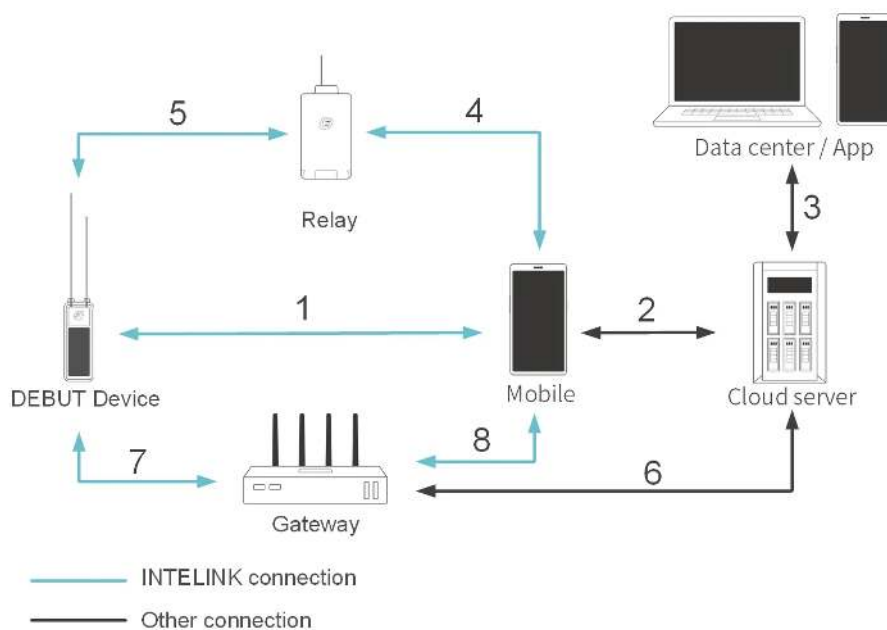 5
4
Data center / App
Relay
3
1
2
DEBUT Device
Mobile
Cloud server
7
8
6
Gateway
INTELINK connection
Other connection